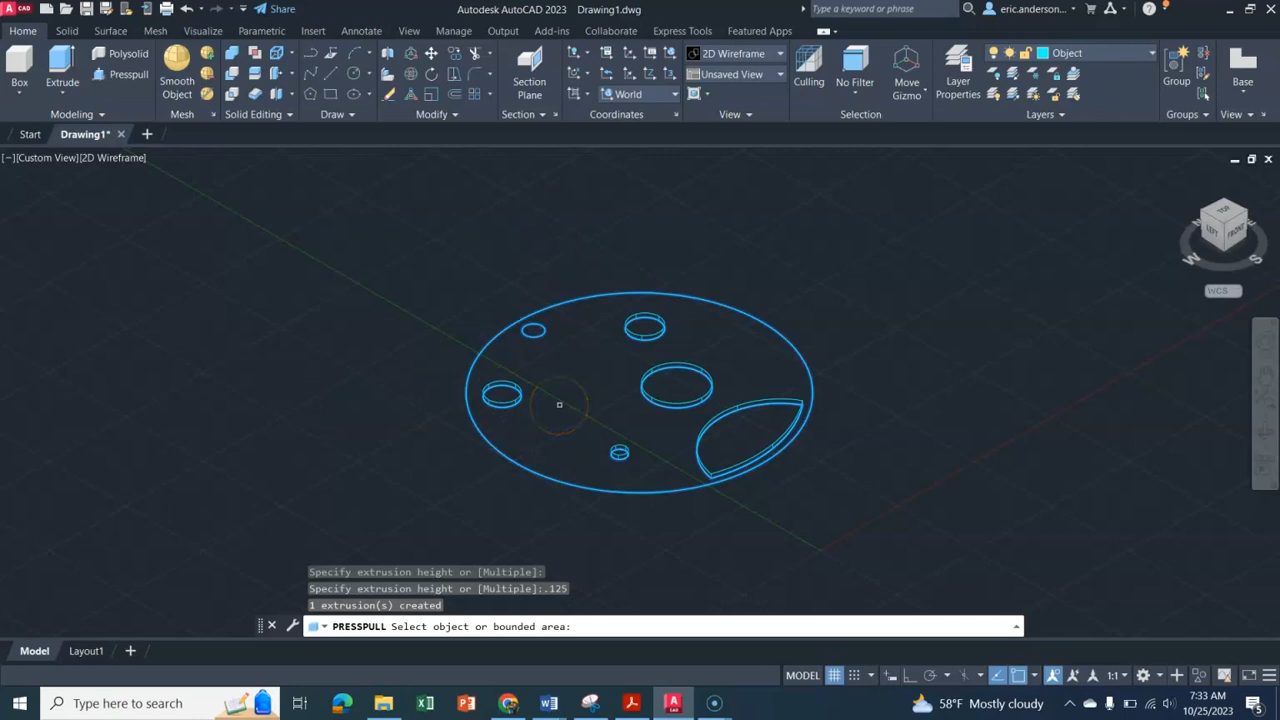 CAD
Share
Autodesk AutoCAD 2023 Drawing1.dwg
Type a keyword or phrase
eric.anderson...
Home Solid Surface Mesh Visualize Parametric Insert Annotate View Manage Output Add-ins Collaborate Express Tools Featured Apps
Box
Extrude
Polysolid
Presspull
Smooth
Object
Section
Plane
World
2D Wireframe
Unsaved View
Culling
No Filter
Move
Gizmo
Layer
Properties
Object
Group
Base
Modeling Mesh Solid Editing Draw Modify Section Coordinates View Selection Layers Groups View
Start Drawing1*
[−][Custom View][2D Wireframe]
TOP
LEFT FRONT
W S
WCS
Specify extrusion height or [Multiple]:
Specify extrusion height or [Multiple]:.125
1 extrusion(s) created
PRESSPULL Select object or bounded area:
Model Layout1
MODEL 1:1
Type here to search
58°F Mostly cloudy
7:33 AM
10/25/2023
5